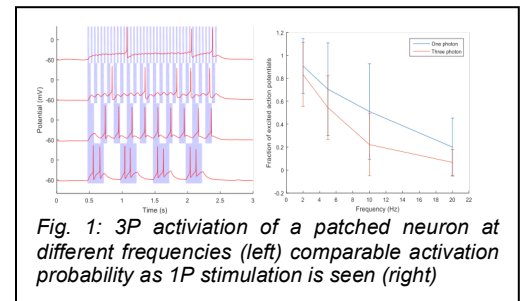 0
-60
0
-60
0
-60
0
-60
Potential (mV)
0 0.5 1 1.5 2 2.5 3
Time (s)
1.2
1
0.8
0.6
0.4
0.2
0
-0.2
Fraction of excited action potentials
One photon
Three photon
0 2 4 6 8 10 12 14 16 18 20 22
Frequency (Hz)
Fig. 1: 3P activiation of a patched neuron at
different frequencies (left) comparable activation
probability as 1P stimulation is seen (right)